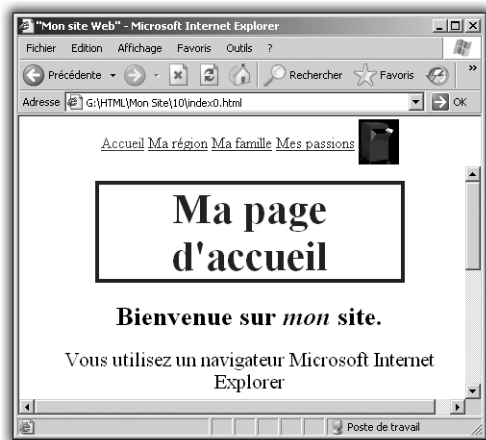 "Mon site Web" - Microsoft Internet Explorer
Fichier Edition Affichage Favoris Outils ?
Précédente Rechercher Favoris »
Adresse G:\HTML\Mon Site\10\index0.html OK
Accueil Ma région Ma famille Mes passions
Ma page
d'accueil
Bienvenue sur mon site.
Vous utilisez un navigateur Microsoft Internet
Explorer
Poste de travail